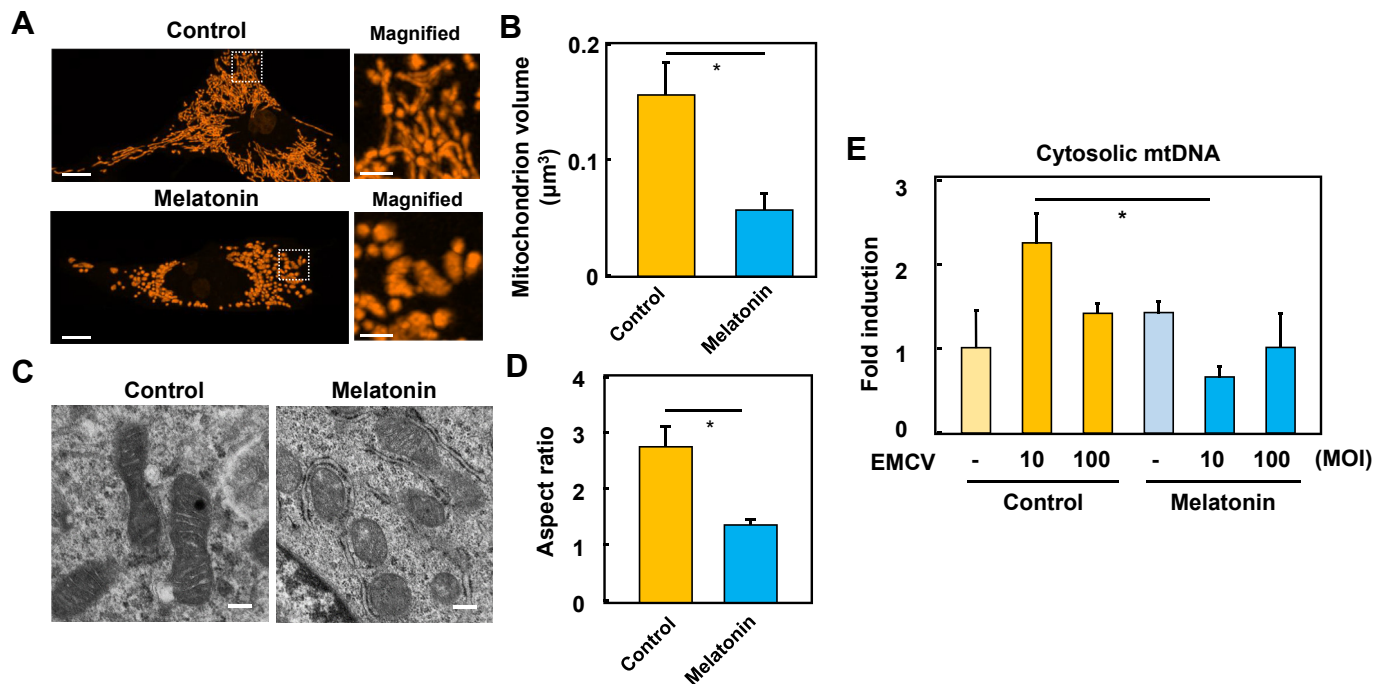 A
Control
Magnified
Melatonin
Magnified
B
Mitochondrion volume
(μm³)
0.2
0.1
0
Control
Melatonin
*
C
Control
Melatonin
D
Aspect ratio
4
3
2
1
0
Control
Melatonin
*
E
Cytosolic mtDNA
Fold induction
3
2
1
0
*
EMCV - 10 100 - 10 100 (MOI)
Control Melatonin